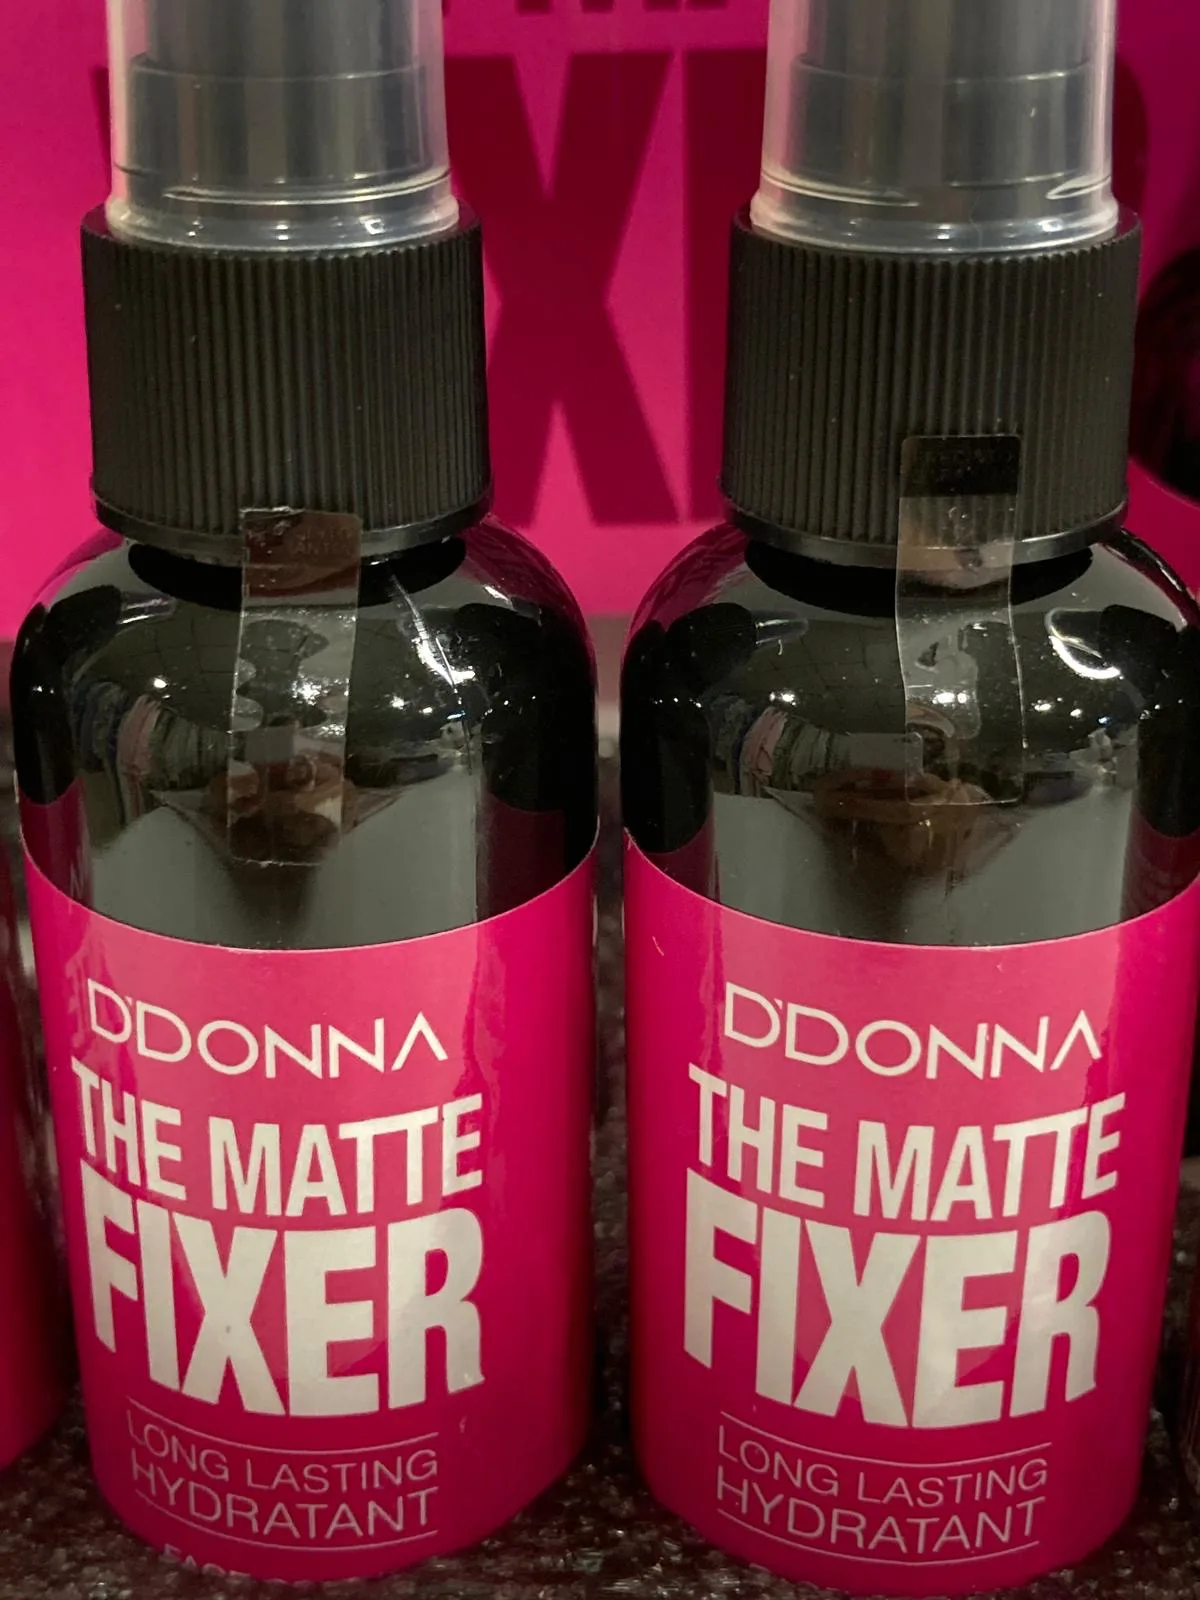 D'DONNA
THE MATTE
FIXER
LONG LASTING
HYDRATANT
D'DONNA
THE MATTE
FIXER
LONG LASTING
HYDRATANT